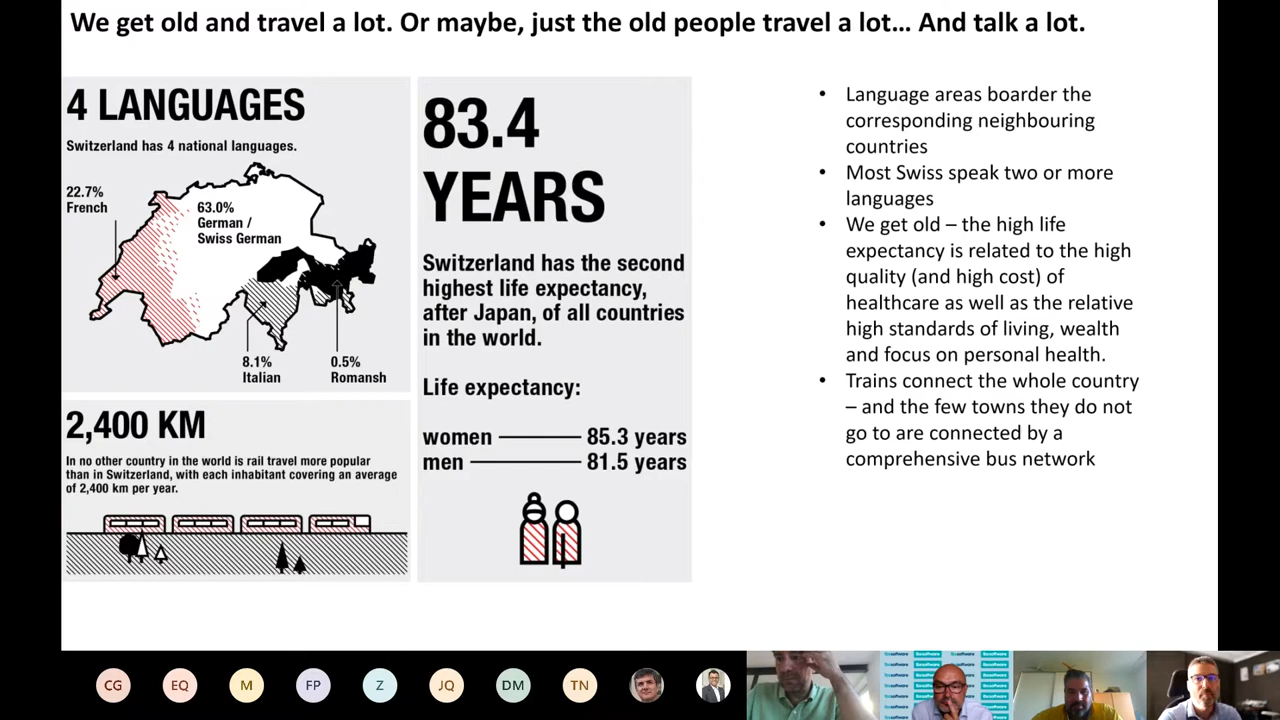 We get old and travel a lot. Or maybe, just the old people travel a lot... And talk a lot.
4 LANGUAGES
Switzerland has 4 national languages.
22.7%
French
63.0%
German /
Swiss German
8.1%
Italian
0.5%
Romansh
2,400 KM
In no other country in the world is rail travel more popular
than in Switzerland, with each inhabitant covering an average
of 2,400 km per year.
83.4
YEARS
Switzerland has the second
highest life expectancy,
after Japan, of all countries
in the world.
Life expectancy:
women 85.3 years
men 81.5 years
• Language areas boarder the
corresponding neighbouring
countries
• Most Swiss speak two or more
languages
• We get old – the high life
expectancy is related to the high
quality (and high cost) of
healthcare as well as the relative
high standards of living, wealth
and focus on personal health.
• Trains connect the whole country
– and the few towns they do not
go to are connected by a
comprehensive bus network
CG EQ M FP Z JQ DM TN